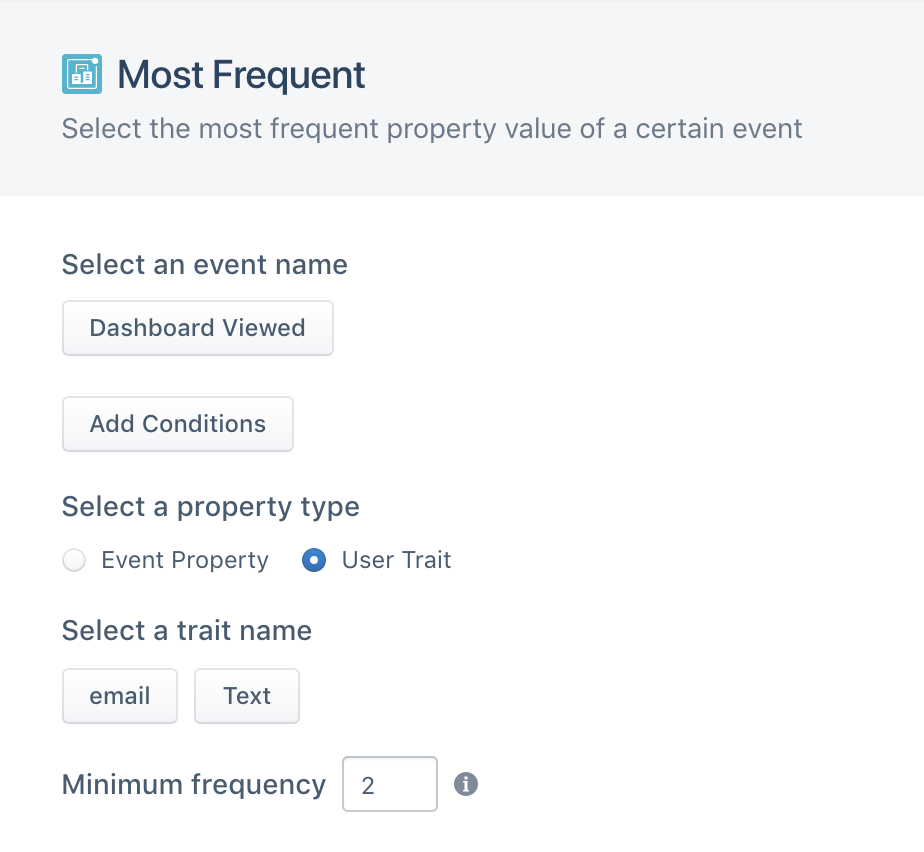 Most Frequent
Select the most frequent property value of a certain event
Select an event name
Dashboard Viewed
Add Conditions
Select a property type
Event Property User Trait
Select a trait name
email Text
Minimum frequency 2 i